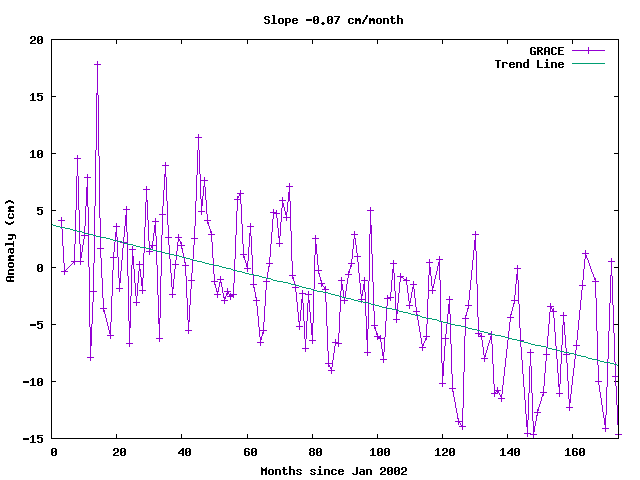 Slope -0.07 cm/month
20
GRACE
Trend Line
15
10
5
0
-5
-10
-15
Anomaly (cm)
0 20 40 60 80 100 120 140 160
Months since Jan 2002